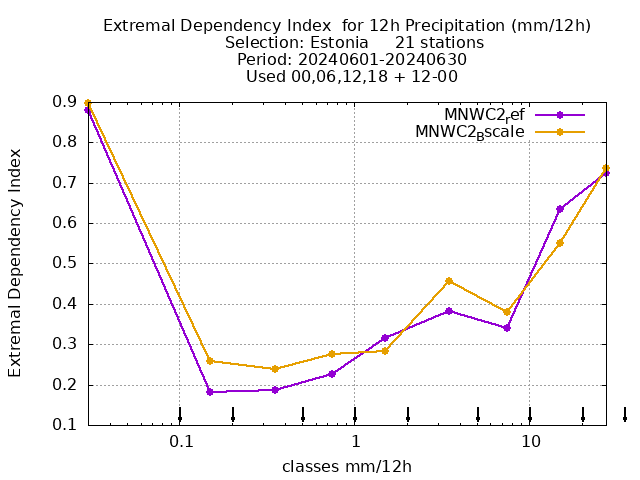 Extremal Dependency Index  for 12h Precipitation (mm/12h)
Selection: Estonia     21 stations
Period: 20240601-20240630
Used 00,06,12,18 + 12-00
MNWC2ref
MNWC2Bscale
Extremal Dependency Index
0.9
0.8
0.7
0.6
0.5
0.4
0.3
0.2
0.1
0.1 1 10
classes mm/12h